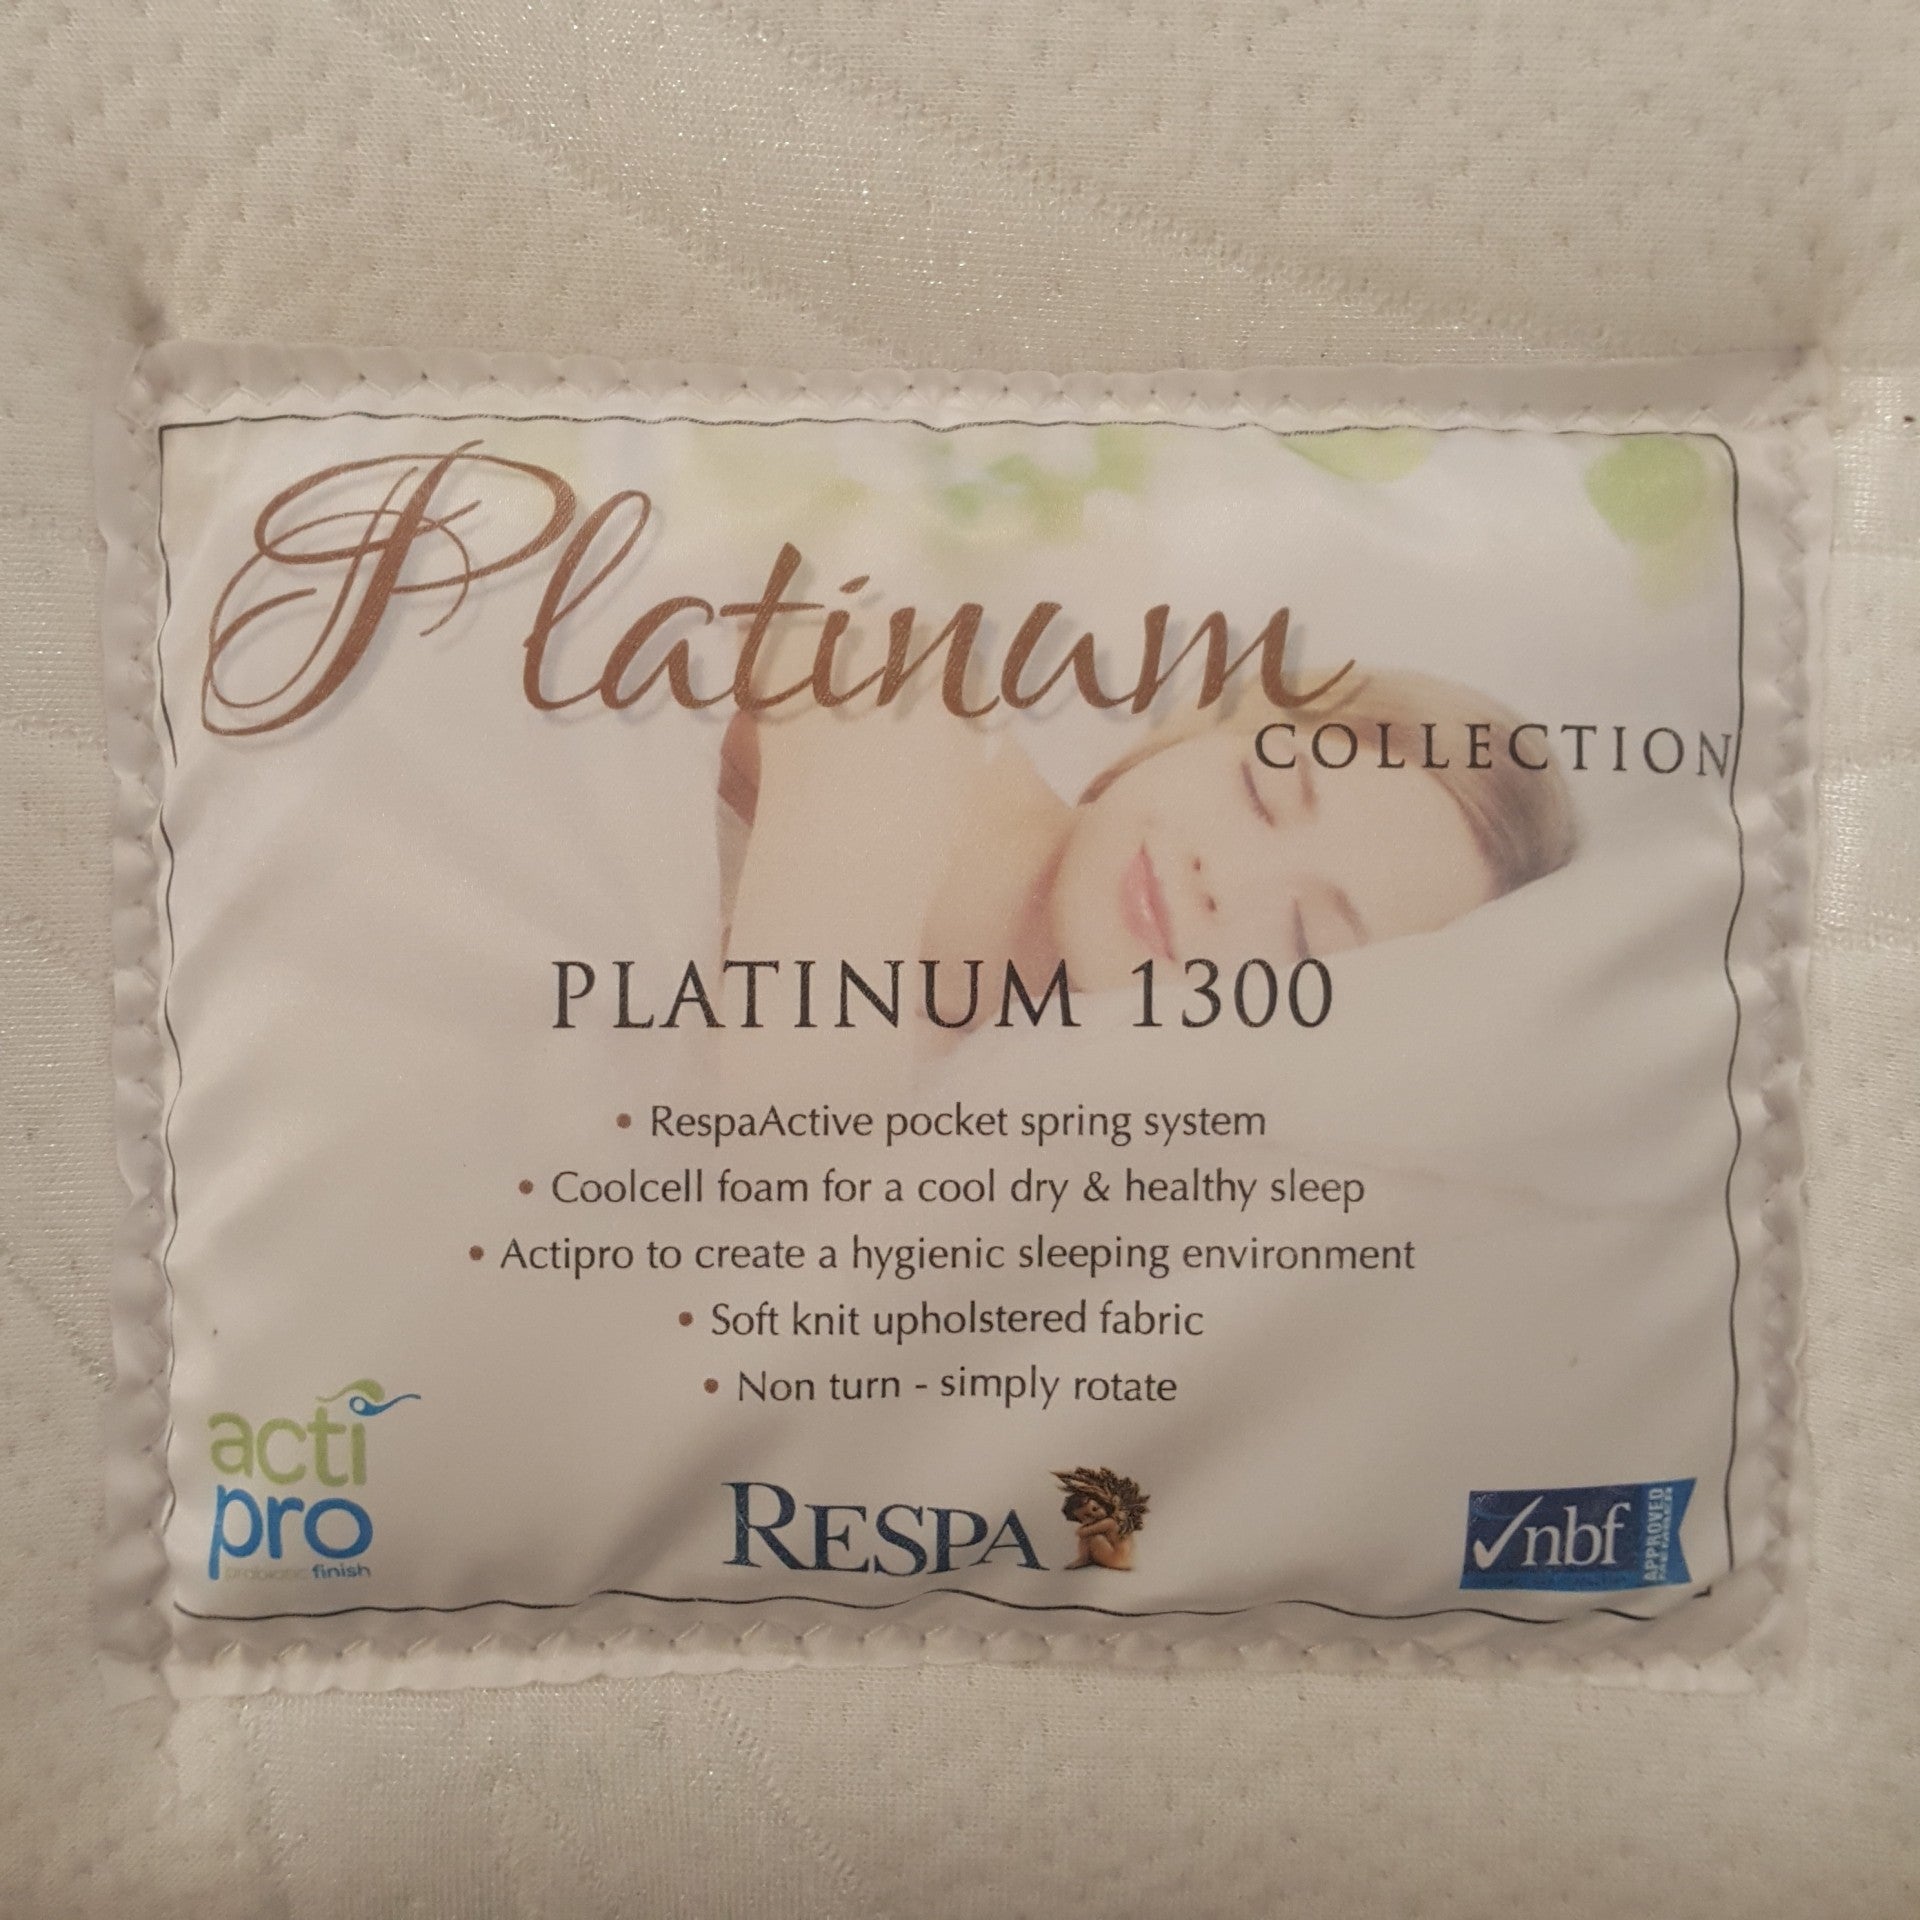 Platinum
COLLECTION
PLATINUM 1300
• RespaActive pocket spring system
• Coolcell foam for a cool dry & healthy sleep
• Actipro to create a hygienic sleeping environment
• Soft knit upholstered fabric
• Non turn - simply rotate
acti
pro
probiotic finish
RESPA
nbf
APPROVED